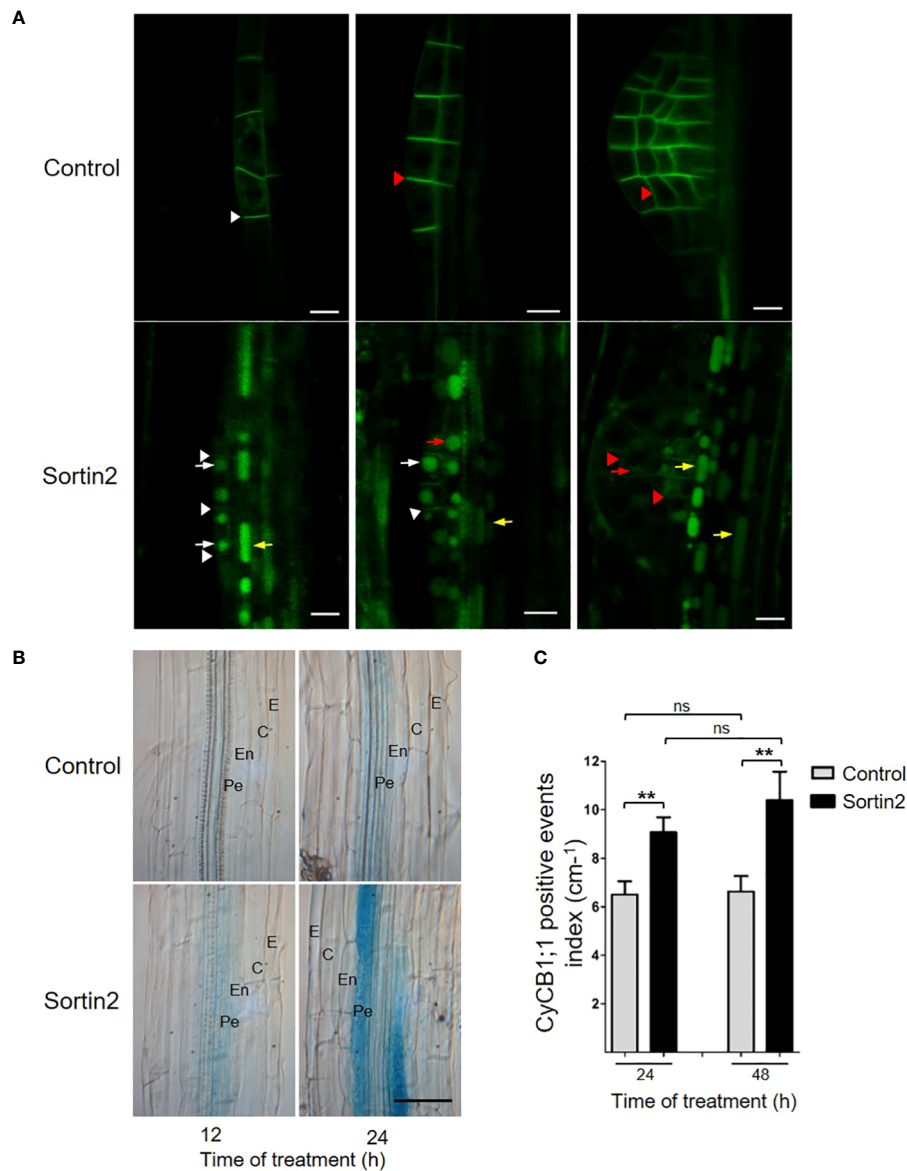 A
Control
Sortin2
B
Control
E
C
En
Pe
E
C
En
Pe
Sortin2
E
C
En
Pe
E
C
En
Pe
12
24
Time of treatment (h)
C
ns
ns
**
**
Control
Sortin2
CyCB1;1 positive events
index (cm-1)
12
10
8
6
4
2
24
48
Time of treatment (h)